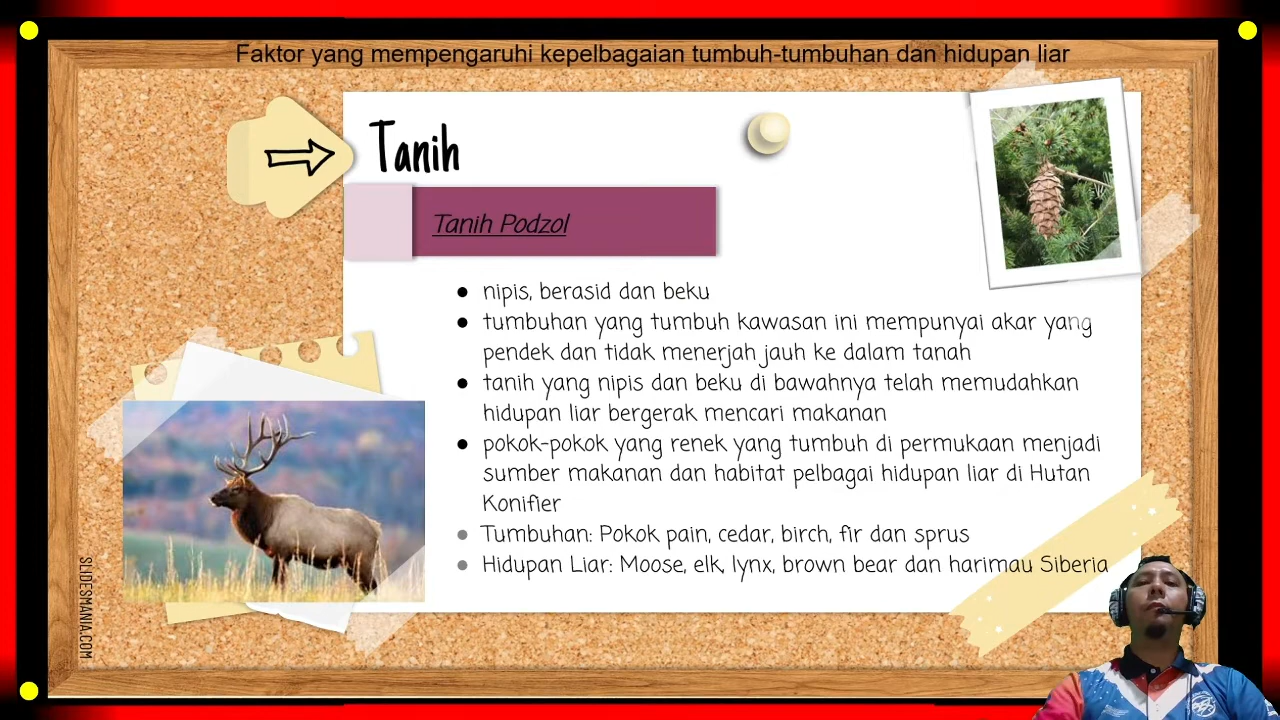 Faktor yang mempengaruhi kepelbagaian tumbuh-tumbuhan dan hidupan liar
Tanih
Tanih Podzol
● nipis, berasid dan beku
● tumbuhan yang tumbuh kawasan ini mempunyai akar yang
pendek dan tidak menerjah jauh ke dalam tanah
● tanih yang nipis dan beku di bawahnya telah memudahkan
hidupan liar bergerak mencari makanan
● pokok-pokok yang renek yang tumbuh di permukaan menjadi
sumber makanan dan habitat pelbagai hidupan liar di Hutan
Konifier
● Tumbuhan: Pokok pain, cedar, birch, fir dan sprus
● Hidupan Liar: Moose, elk, lynx, brown bear dan harimau Siberia
SLIDESMANIA.COM